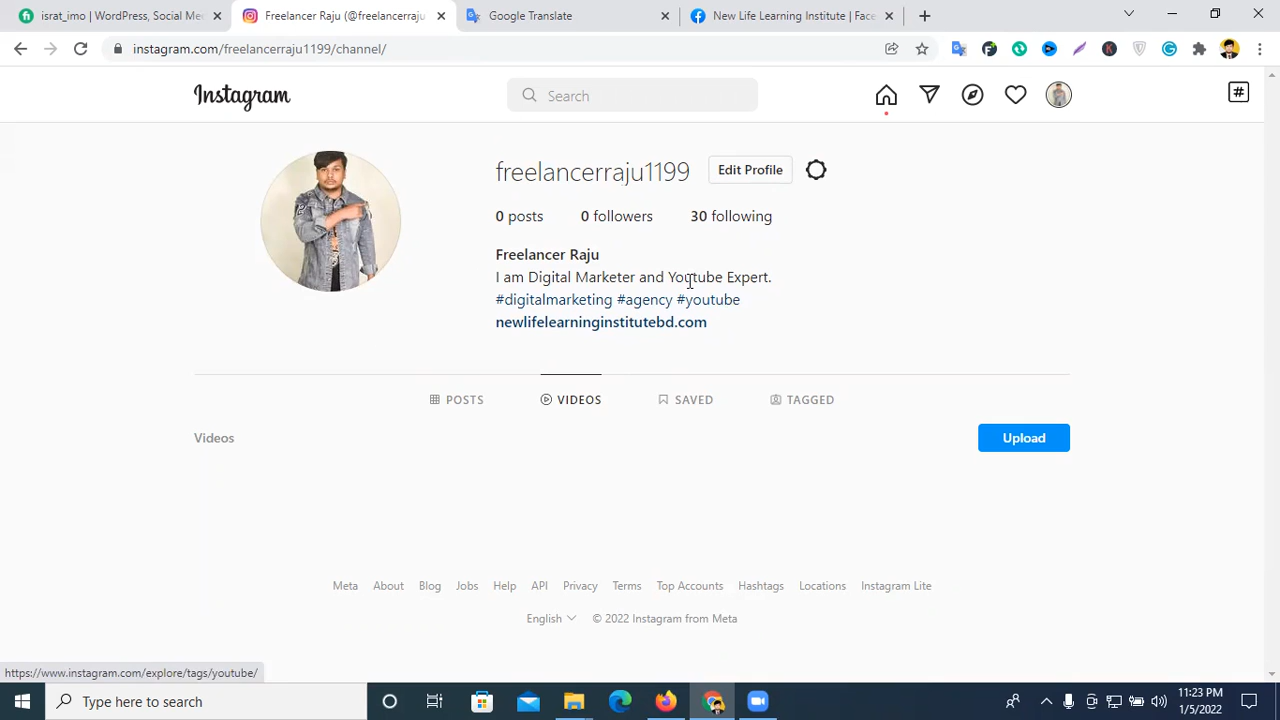 israt_imo | WordPress, Social Me
Freelancer Raju (@freelancerraju
Google Translate
New Life Learning Institute | Face
instagram.com/freelancerraju1199/channel/
Instagram
Search
#
freelancerraju1199
Edit Profile
0 posts
0 followers
30 following
Freelancer Raju
I am Digital Marketer and Youtube Expert.
#digitalmarketing #agency #youtube
newlifelearninginstitutebd.com
POSTS
VIDEOS
SAVED
TAGGED
Videos
Upload
Meta
About
Blog
Jobs
Help
API
Privacy
Terms
Top Accounts
Hashtags
Locations
Instagram Lite
English
© 2022 Instagram from Meta
https://www.instagram.com/explore/tags/youtube/
Type here to search
11:23 PM
1/5/2022